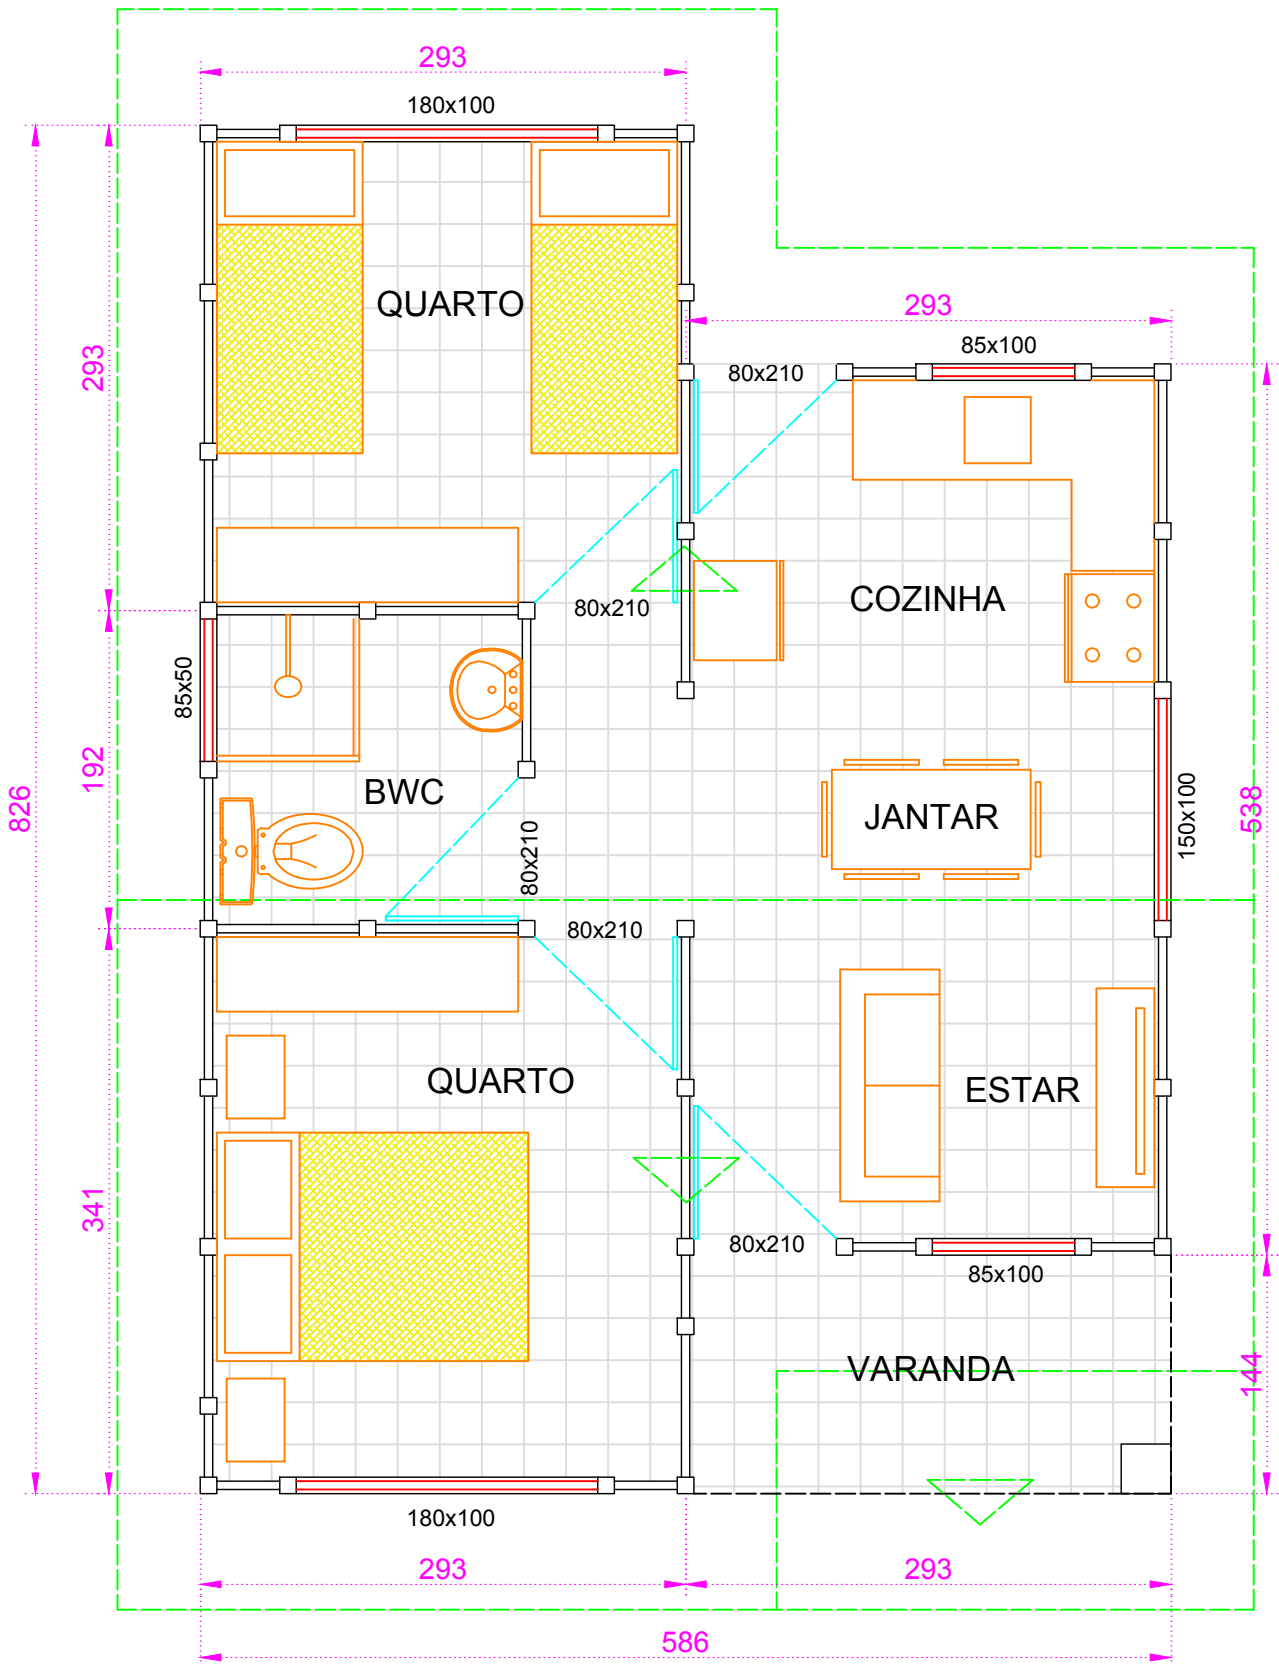 293
180x100
QUARTO
293
85x100
80x210
293
COZINHA
80x210
85x50
192
BWC
826
JANTAR
150x100
538
80x210
80x210
QUARTO
ESTAR
341
80x210
85x100
VARANDA
144
180x100
293
293
586